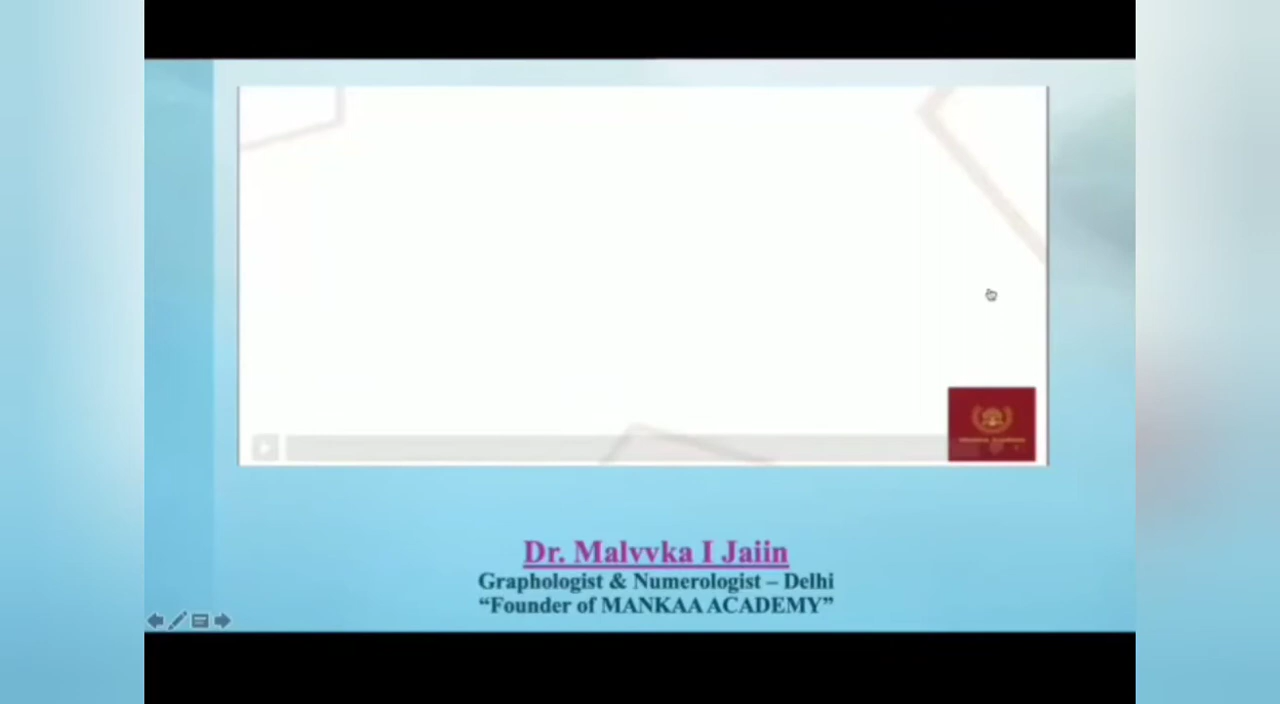 Dr. Malvvka I Jaiin
Graphologist & Numerologist – Delhi
“Founder of MANKAA ACADEMY”